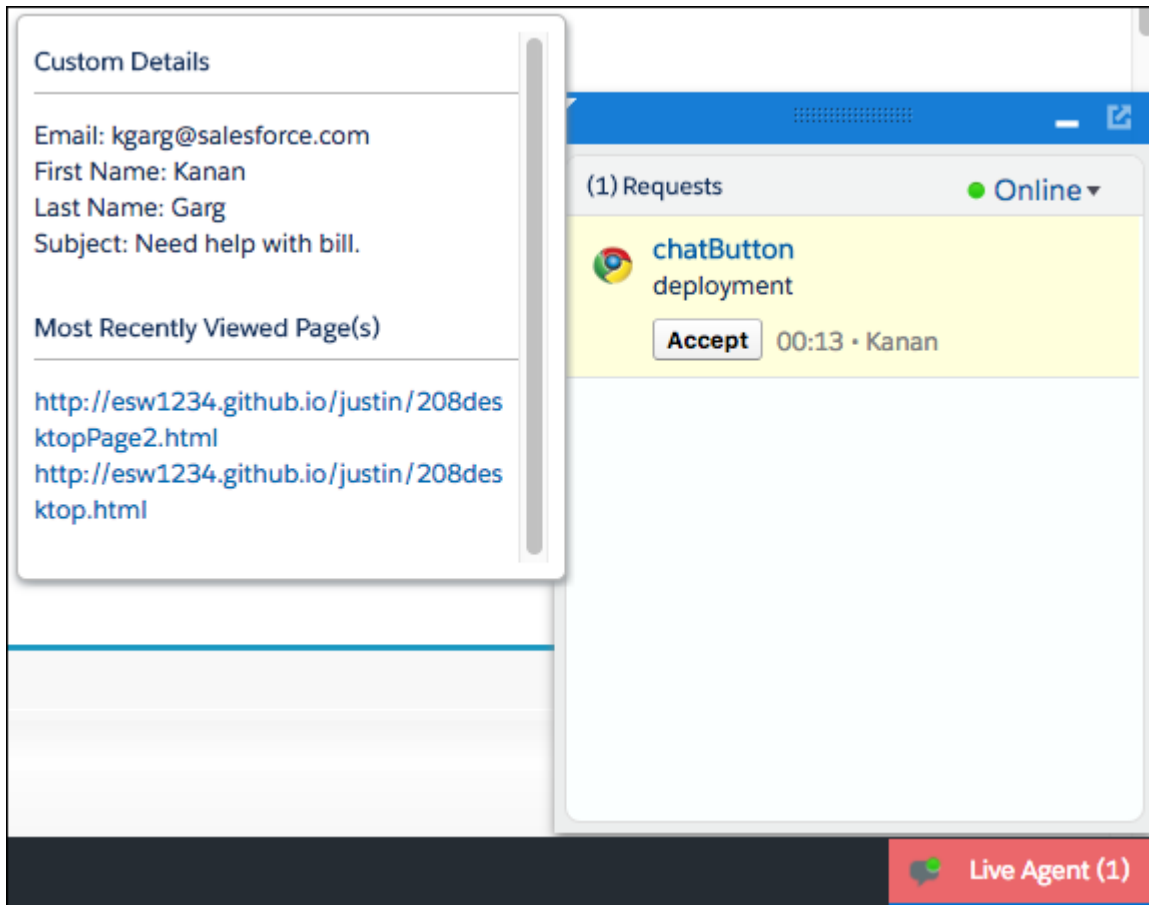 Custom Details
Email: kgarg@salesforce.com
First Name: Kanan
Last Name: Garg
Subject: Need help with bill.
Most Recently Viewed Page(s)
http://esw1234.github.io/justin/208des
ktopPage2.html
http://esw1234.github.io/justin/208des
ktop.html
(1) Requests
Online
chatButton
deployment
Accept 00:13 • Kanan
Live Agent (1)